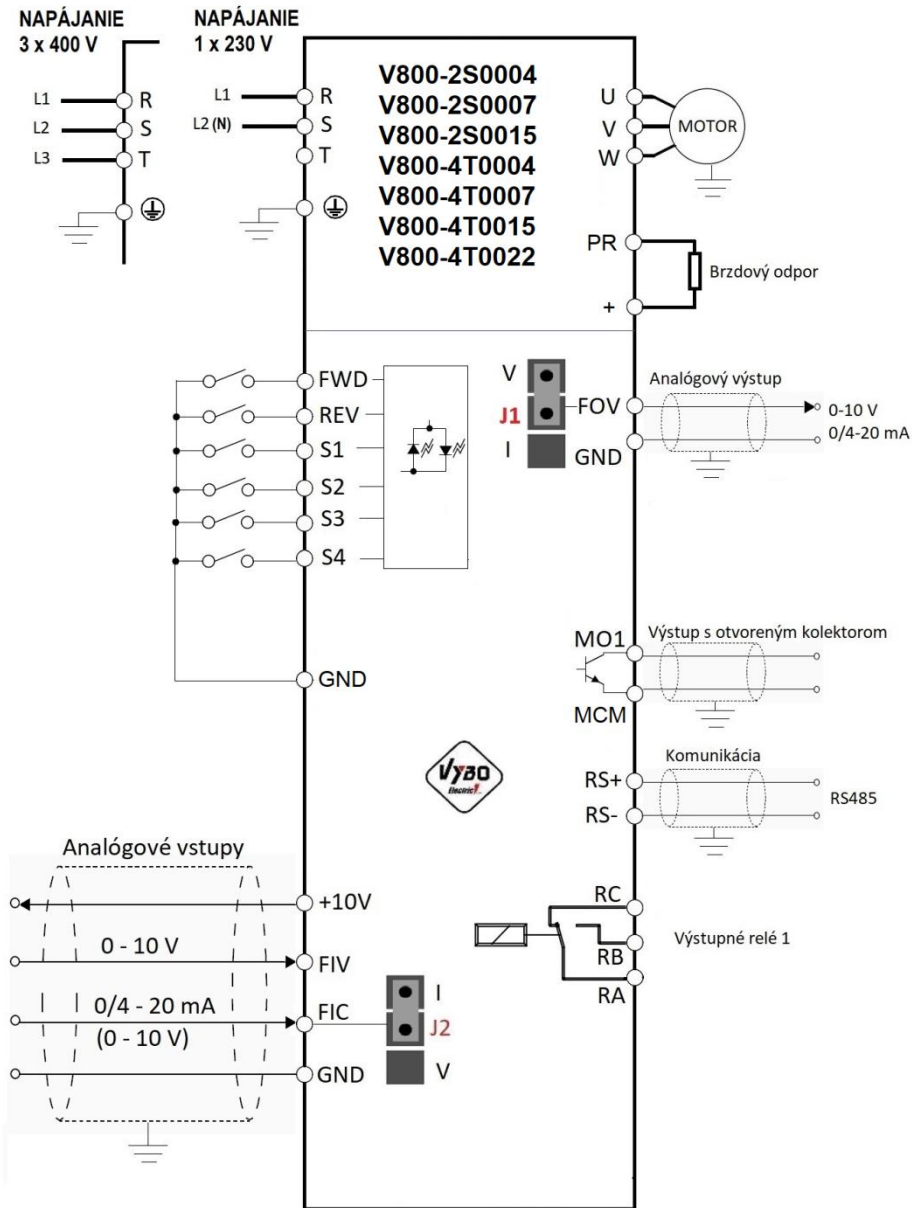 NAPÁJANIE
3 x 400 V
L1
R
L2
S
L3
T
NAPÁJANIE
1 x 230 V
L1
R
L2 (N)
S
T
V800-2S0004
V800-2S0007
V800-2S0015
V800-4T0004
V800-4T0007
V800-4T0015
V800-4T0022
U
V
W
MOTOR
PR
+
Brzdový odpor
FWD
REV
S1
S2
S3
S4
GND
V
J1
I
FOV
GND
Analógový výstup
0-10 V
0/4-20 mA
MO1
MCM
Výstup s otvoreným kolektorom
VYBO
Electric
Komunikácia
RS+
RS-
RS485
Analógové vstupy
+10V
0 - 10 V
FIV
0/4 - 20 mA
(0 - 10 V)
FIC
GND
I
J2
V
RC
RB
RA
Výstupné relé 1